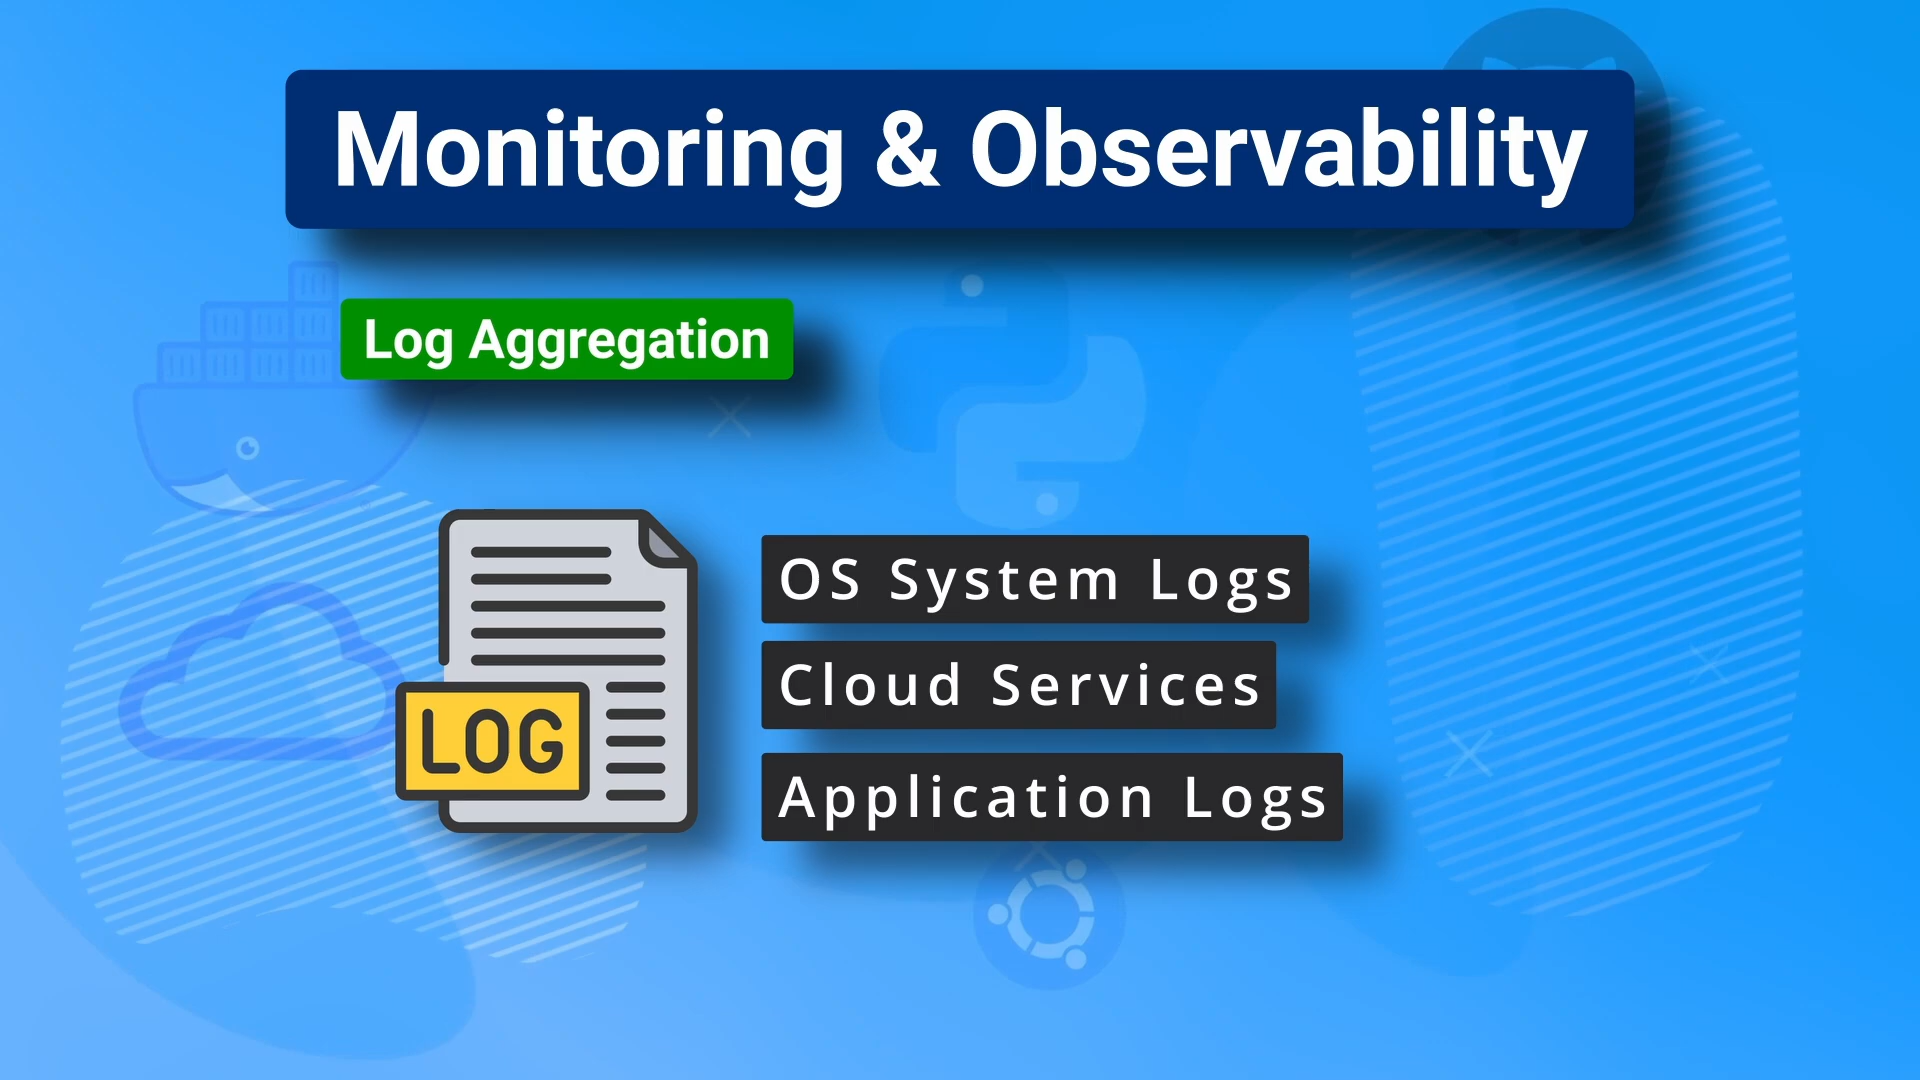 Monitoring & Observability
Log Aggregation
OS System Logs
Cloud Services
LOG
Application Logs